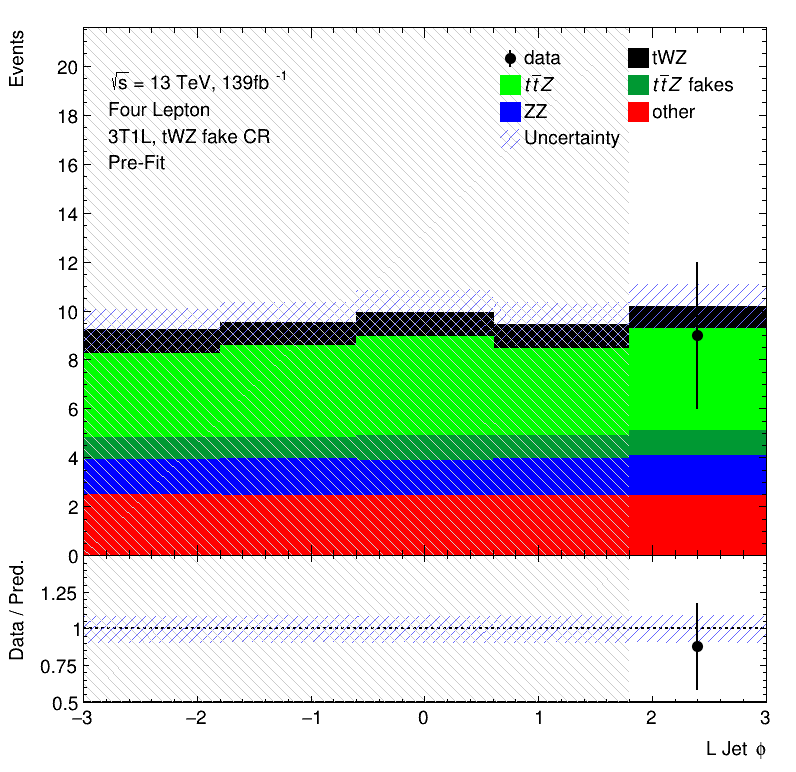 Events
√s = 13 TeV, 139fb⁻¹
Four Lepton
3T1L, tWZ fake CR
Pre-Fit
data
tWZ
tt̄Z
tt̄Z fakes
ZZ
other
Uncertainty
20
18
16
14
12
10
8
6
4
2
0
Data / Pred.
1.25
1
0.75
0.5
−3
−2
−1
0
1
2
3
L Jet ϕ